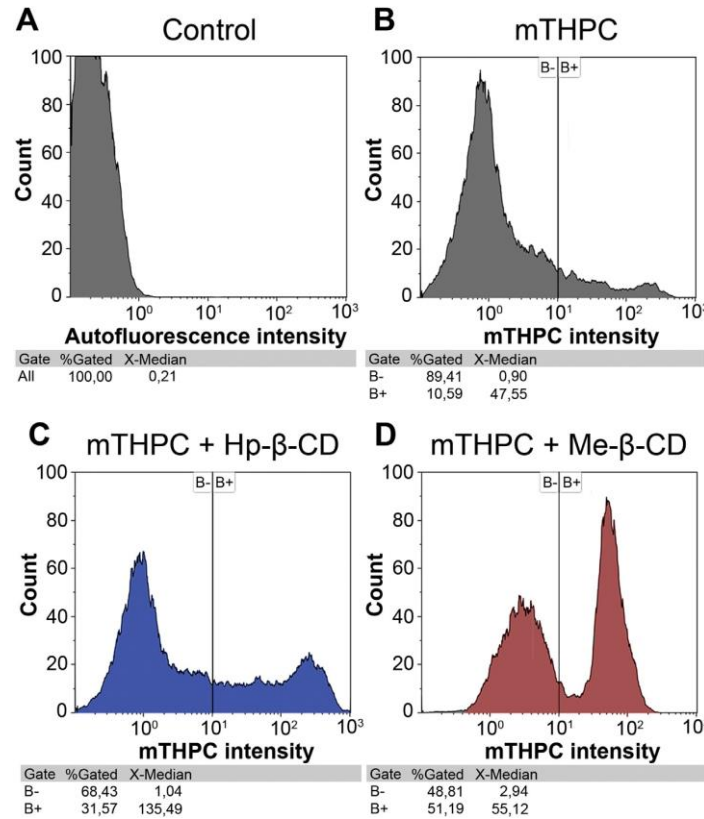 A Control
100
80
60
40
20
0
Count
10⁰ 10¹ 10² 10³
Autofluorescence intensity
Gate %Gated X-Median
All 100,00 0,21
B mTHPC
B- B+
100
80
60
40
20
0
Count
10⁰ 10¹ 10² 10³
mTHPC intensity
Gate %Gated X-Median
B- 89,41 0,90
B+ 10,59 47,55
C mTHPC + Hp-β-CD
B- B+
100
80
60
40
20
0
Count
10⁰ 10¹ 10² 10³
mTHPC intensity
Gate %Gated X-Median
B- 68,43 1,04
B+ 31,57 135,49
D mTHPC + Me-β-CD
B- B+
100
80
60
40
20
0
Count
10⁰ 10¹ 10² 10³
mTHPC intensity
Gate %Gated X-Median
B- 48,81 2,94
B+ 51,19 55,12